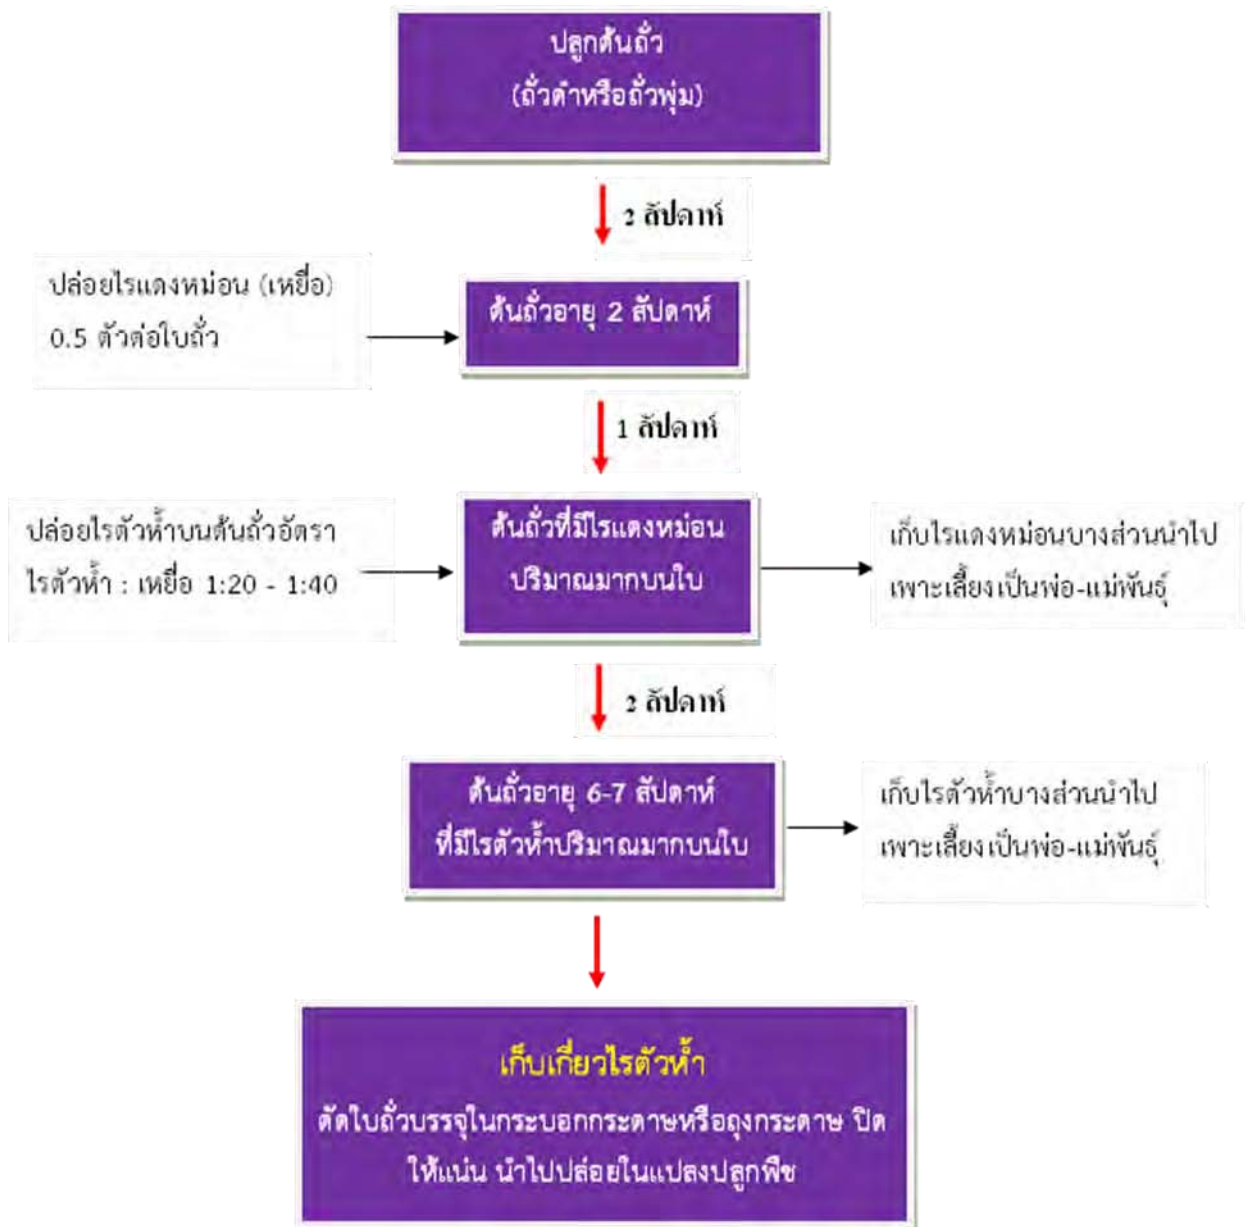 ปลูกต้นถั่ว
(ถั่วดำหรือถั่วพุ่ม)
2 สัปดาห์
ปล่อยไรแดงหม่อน (เหยื่อ)
0.5 ตัวต่อใบถั่ว
ต้นถั่วอายุ 2 สัปดาห์
1 สัปดาห์
ปล่อยไรตัวห้ำบนต้นถั่วอัตรา
ไรตัวห้ำ : เหยื่อ 1:20 - 1:40
ต้นถั่วที่มีไรแดงหม่อน
ปริมาณมากบนใบ
เก็บไรแดงหม่อนบางส่วนนำไป
เพาะเลี้ยงเป็นพ่อ-แม่พันธุ์
2 สัปดาห์
ต้นถั่วอายุ 6-7 สัปดาห์
ที่มีไรตัวห้ำปริมาณมากบนใบ
เก็บไรตัวห้ำบางส่วนนำไป
เพาะเลี้ยงเป็นพ่อ-แม่พันธุ์
เก็บเกี่ยวไรตัวห้ำ
ตัดใบถั่วบรรจุในกระบอกกระดาษหรือถุงกระดาษ ปิด
ให้แน่น นำไปปล่อยในแปลงปลูกพืช